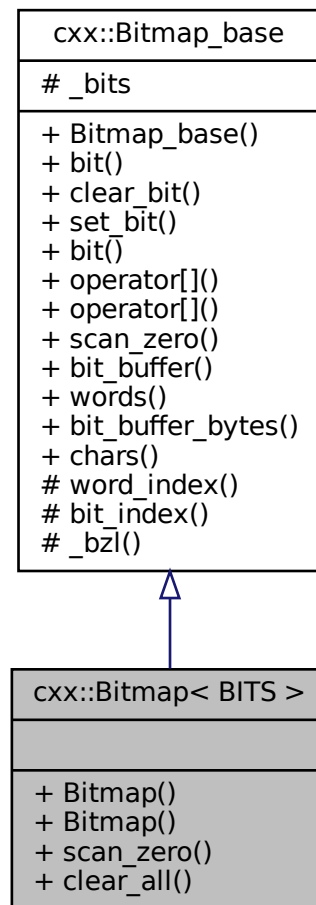 cxx::Bitmap_base
# _bits
+ Bitmap_base()
+ bit()
+ clear_bit()
+ set_bit()
+ bit()
+ operator[]()
+ operator[]()
+ scan_zero()
+ bit_buffer()
+ words()
+ bit_buffer_bytes()
+ chars()
# word_index()
# bit_index()
# _bzl()
cxx::Bitmap< BITS >
+ Bitmap()
+ Bitmap()
+ scan_zero()
+ clear_all()